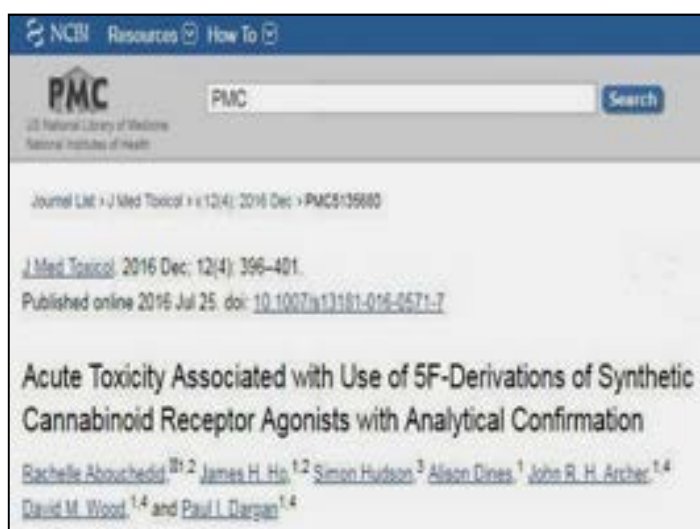 NCBI Resources How To
PMC PMC Search
US National Library of Medicine
National Institutes of Health
Journal List > J Med Toxicol > v.12(4); 2016 Dec > PMC5135680
J Med Toxicol. 2016 Dec; 12(4): 396–401.
Published online 2016 Jul 25. doi: 10.1007/s13181-016-0571-7
Acute Toxicity Associated with Use of 5F-Derivations of Synthetic
Cannabinoid Receptor Agonists with Analytical Confirmation
Rachelle Abouchedid,1,2 James H. Ho,1,2 Simon Hudson,3 Alison Dines,1 John R. H. Archer,1,4
David M. Wood,1,4 and Paul I. Dargan1,4